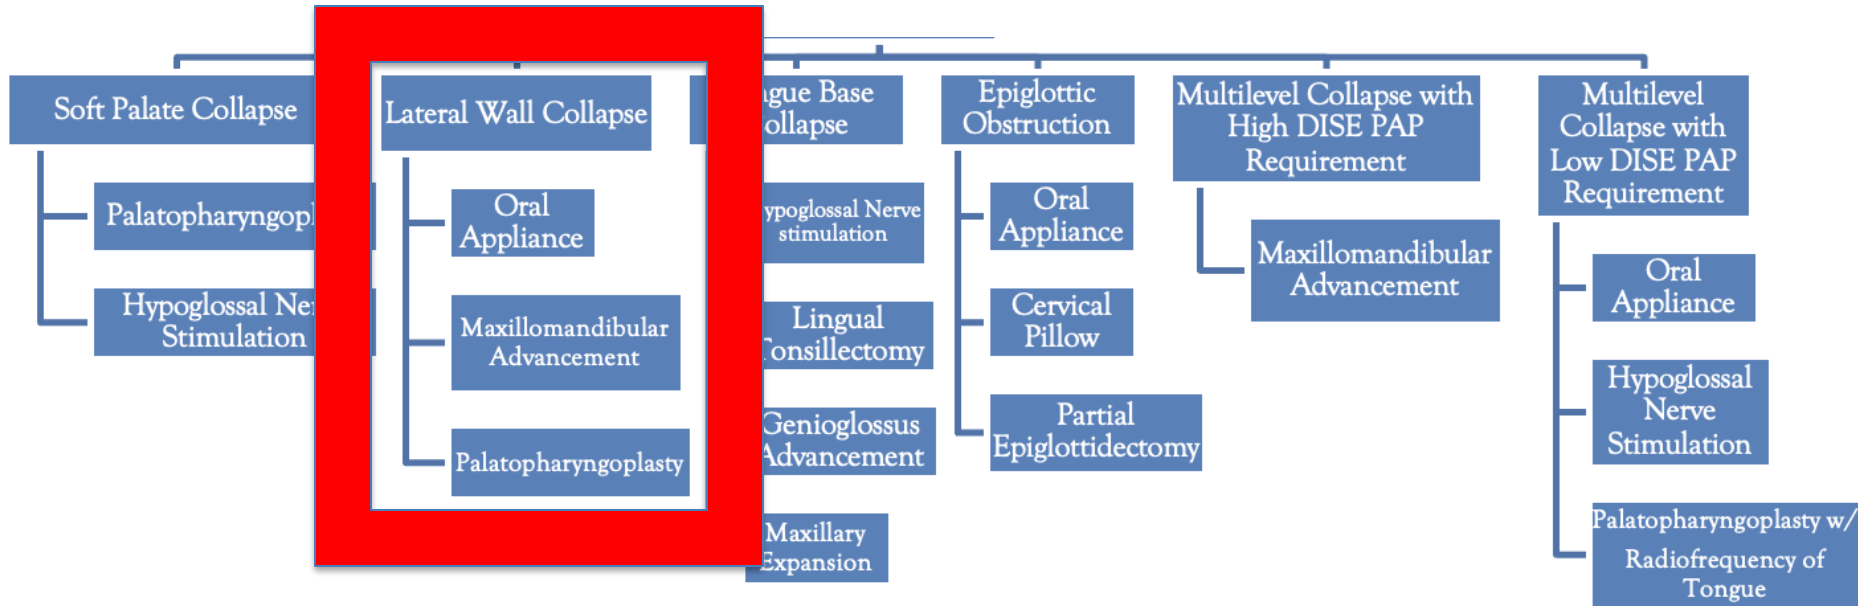 Soft Palate Collapse
Palatopharyngopl
Hypoglossal Ne
Stimulation
Lateral Wall Collapse
Oral
Appliance
Maxillomandibular
Advancement
Palatopharyngoplasty
gue Base
ollapse
ypoglossal Nerve
stimulation
Lingual
Tonsillectomy
Genioglossus
Advancement
Maxillary
Expansion
Epiglottic
Obstruction
Oral
Appliance
Cervical
Pillow
Partial
Epiglottidectomy
Multilevel Collapse with
High DISE PAP
Requirement
Maxillomandibular
Advancement
Multilevel
Collapse with
Low DISE PAP
Requirement
Oral
Appliance
Hypoglossal
Nerve
Stimulation
Palatopharyngoplasty w/
Radiofrequency of
Tongue